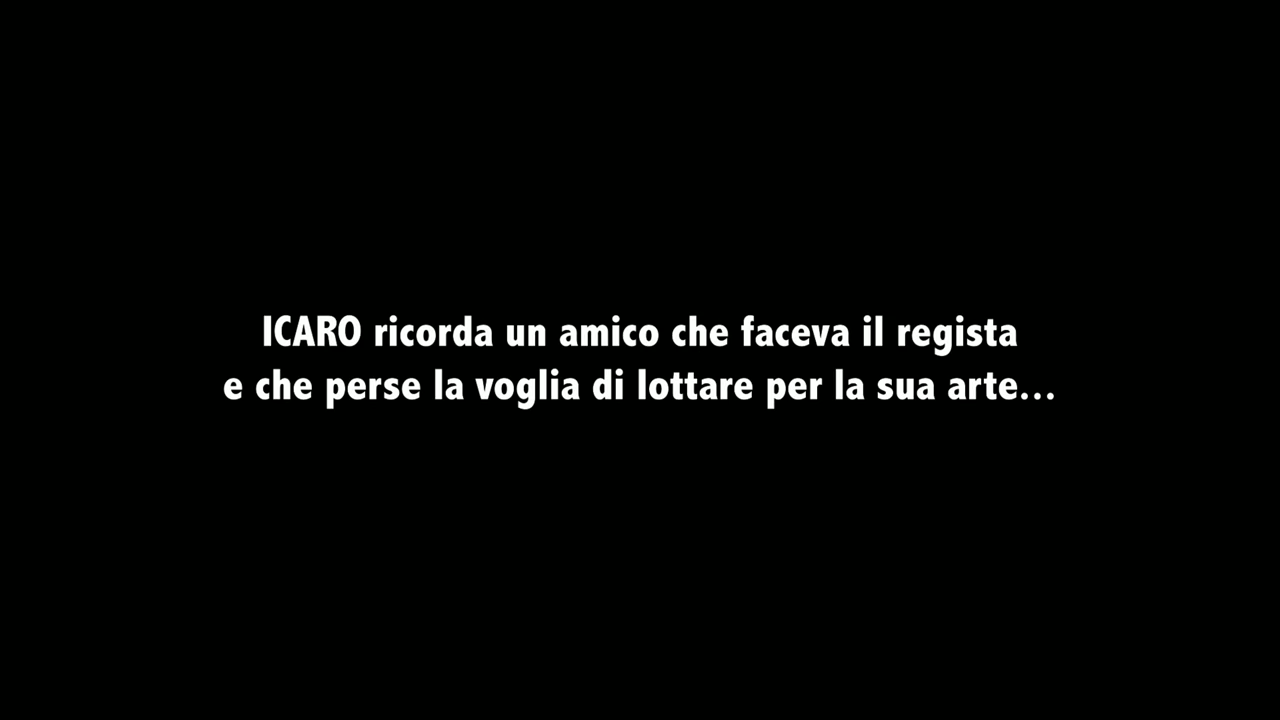 ICARO ricorda un amico che faceva il regista
e che perse la voglia di lottare per la sua arte...